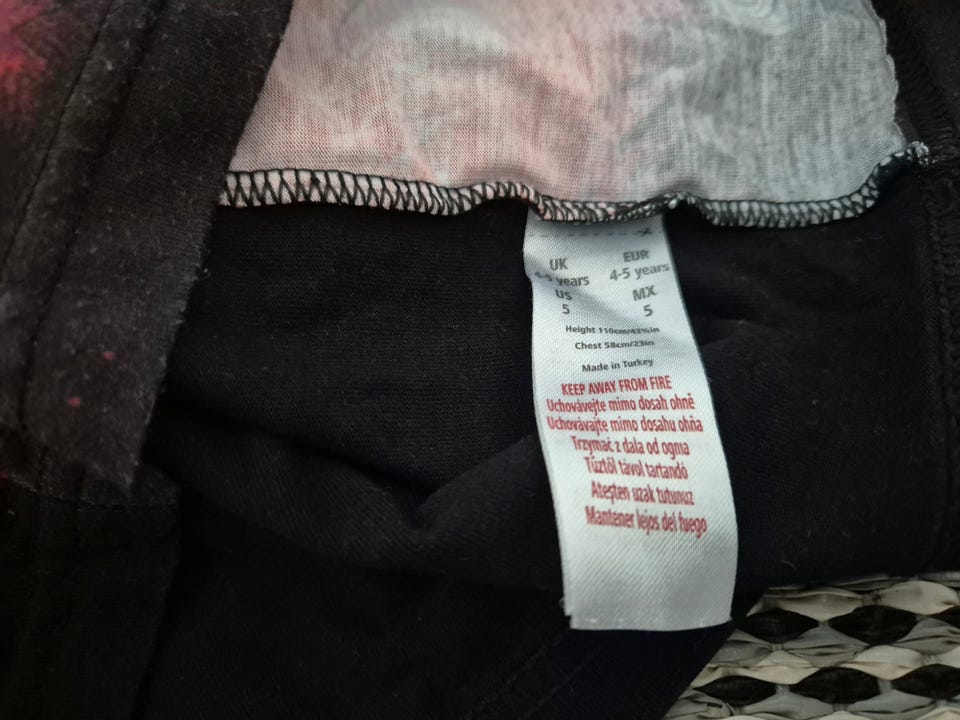 UK EUR
4-5 years 4-5 years
US MX
5 5
Height 110cm/43¼in
Chest 58cm/23in
Made in Turkey
KEEP AWAY FROM FIRE
Uchovávejte mimo dosah ohně
Uchovávajte mimo dosahu ohňa
Trzymać z dala od ogma
Tűztől távol tartandó
Ateşten uzak tutunuz
Mantener lejos del fuego